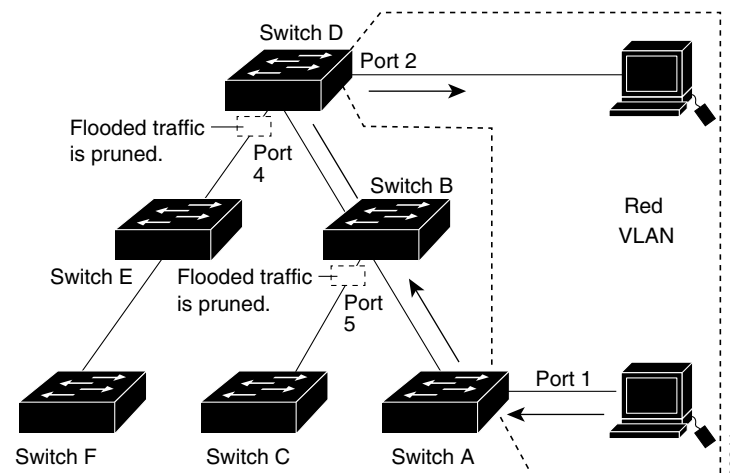 Switch D
Port 2
Flooded traffic
is pruned.
Port
4
Switch B
Red
VLAN
Switch E
Flooded traffic
is pruned.
Port
5
Port 1
Switch F
Switch C
Switch A